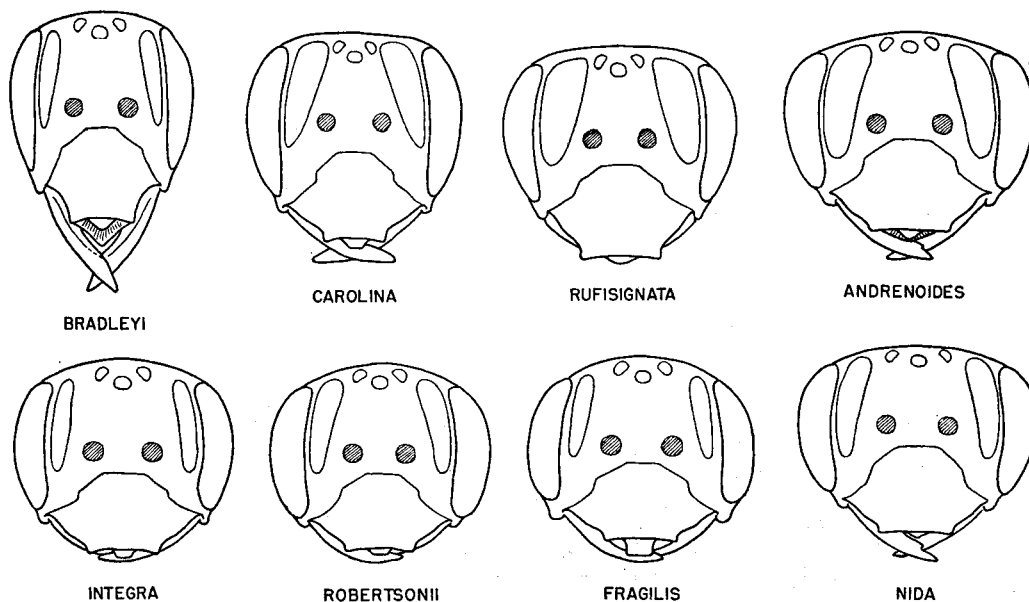 BRADLEYI
CAROLINA
RUFISIGNATA
ANDRENOIDES
INTEGRA
ROBERTSONII
FRAGILIS
NIDA